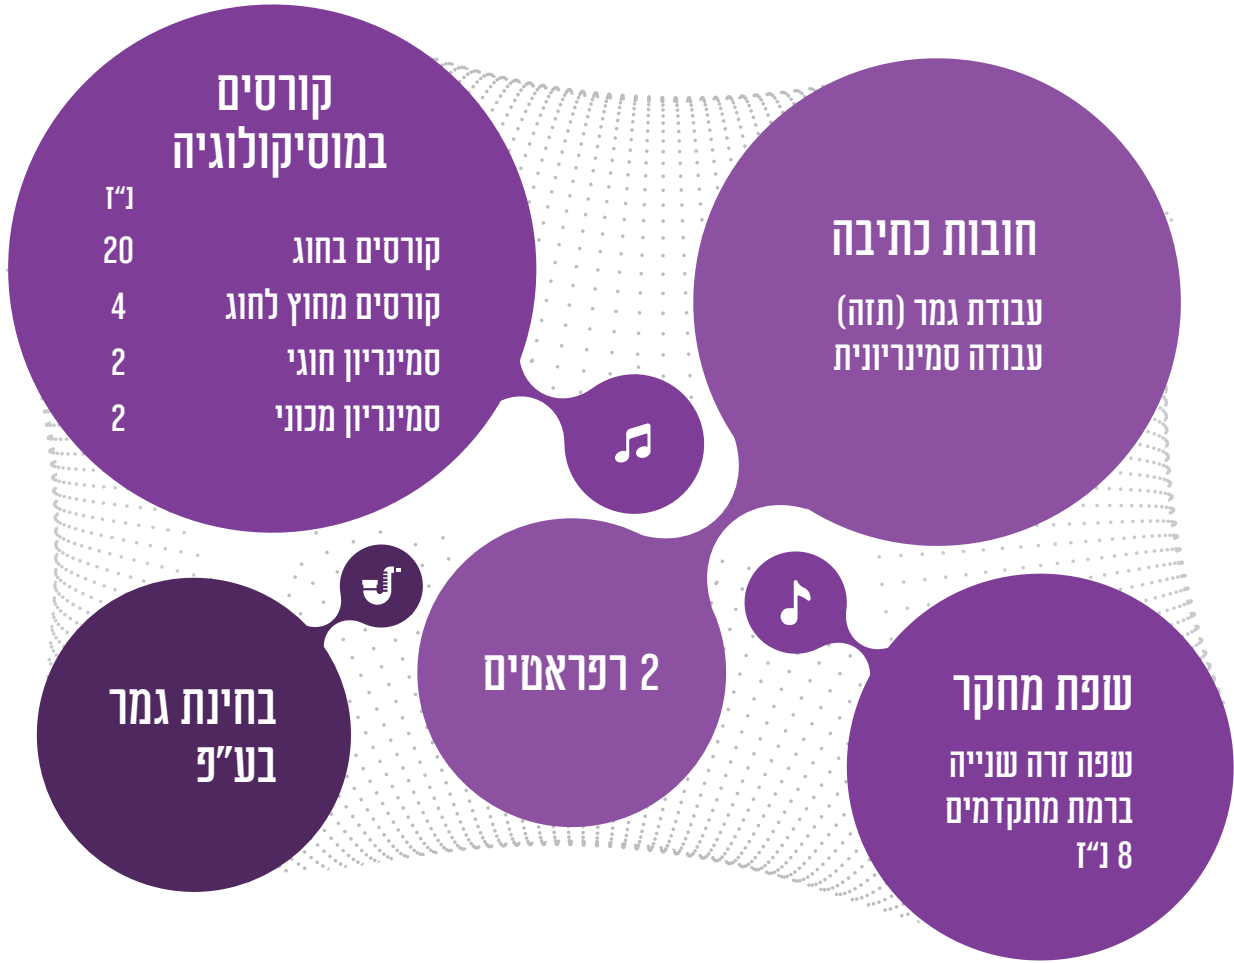 קורסים
במוסיקולוגיה
נ"ז
קורסים בחוג 20
קורסים מחוץ לחוג 4
סמינריון חוגי 2
סמינריון מכוני 2
חובות כתיבה
עבודת גמר (תזה)
עבודה סמינריונית
2 רפראטים
בחינת גמר
בע"פ
שפת מחקר
שפה זרה שנייה
ברמת מתקדמים
8 נ"ז